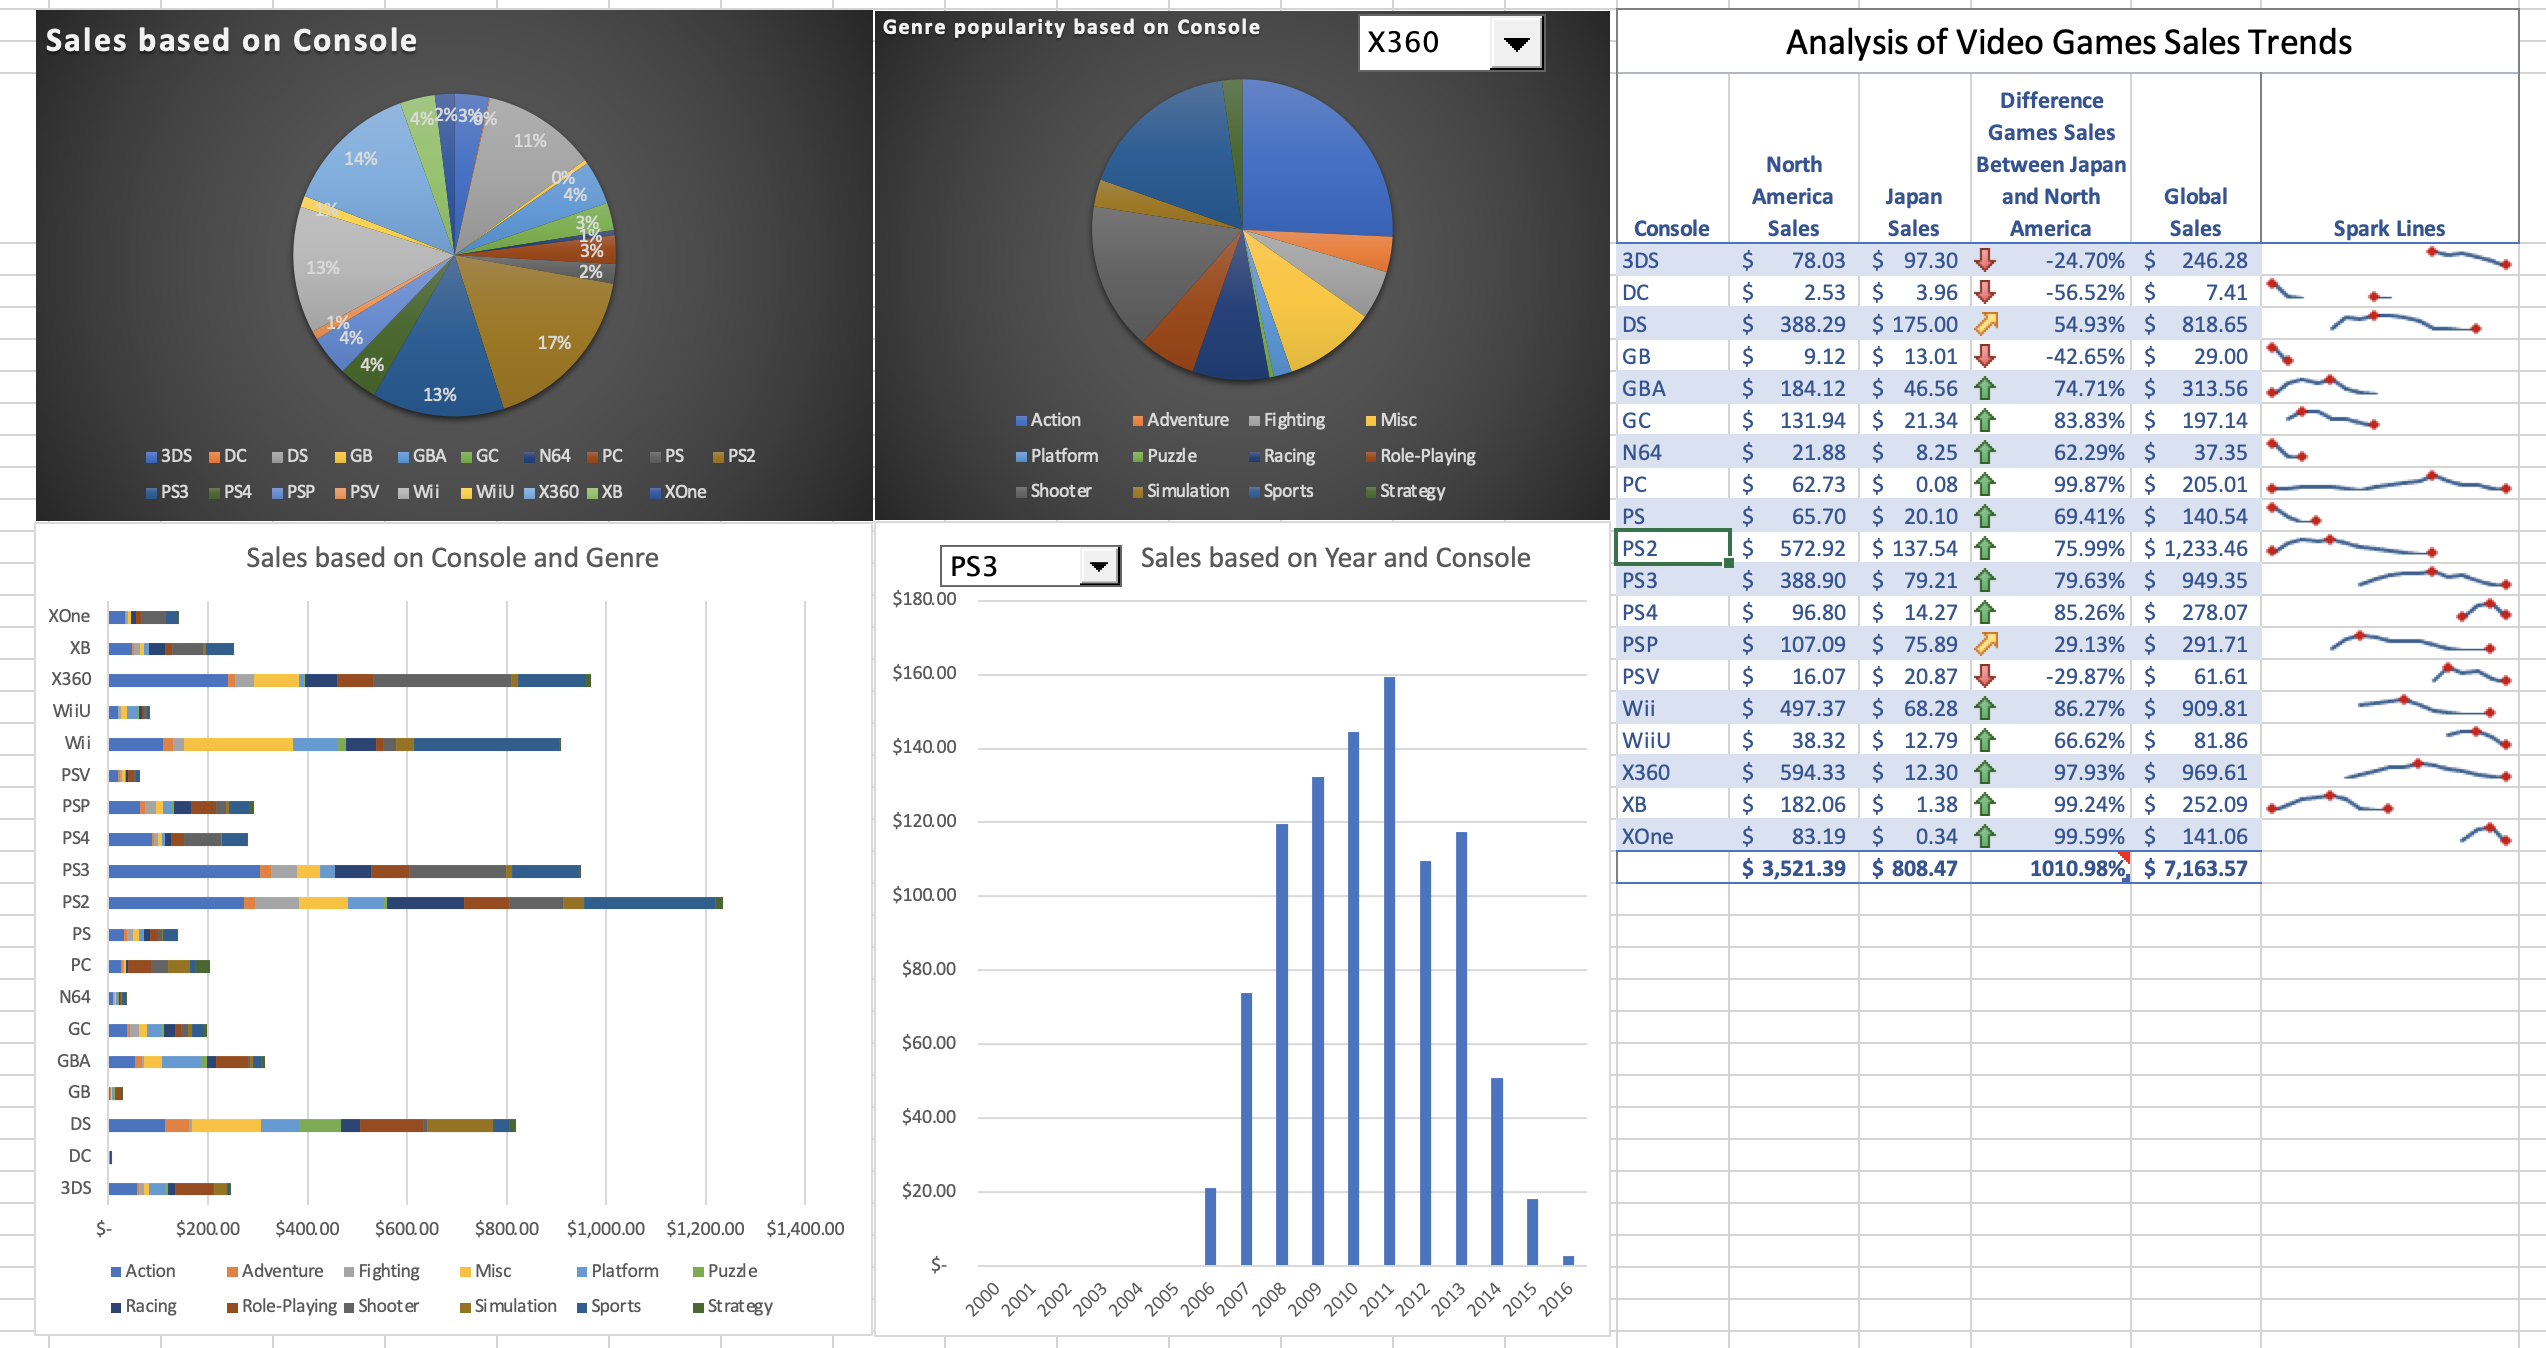 Sales based on Console
2% 3% 0%
4%
11%
14%
0%
4%
3%
1%
1%
3%
13%
2%
1%
17%
4%
4%
13%
3DS DC DS GB GBA GC N64 PC PS PS2
PS3 PS4 PSP PSV Wii WiiU X360 XB XOne
Genre popularity based on Console
X360
Action Adventure Fighting Misc
Platform Puzzle Racing Role-Playing
Shooter Simulation Sports Strategy
Sales based on Console and Genre
XOne
XB
X360
WiiU
Wii
PSV
PSP
PS4
PS3
PS2
PS
PC
N64
GC
GBA
GB
DS
DC
3DS
$- $200.00 $400.00 $600.00 $800.00 $1,000.00 $1,200.00 $1,400.00
Action Adventure Fighting Misc Platform Puzzle
Racing Role-Playing Shooter Simulation Sports Strategy
PS3
Sales based on Year and Console
$180.00
$160.00
$140.00
$120.00
$100.00
$80.00
$60.00
$40.00
$20.00
$-
2000 2001 2002 2003 2004 2005 2006 2007 2008 2009 2010 2011 2012 2013 2014 2015 2016
Analysis of Video Games Sales Trends
Console
North
America
Sales
Japan
Sales
Difference
Games Sales
Between Japan
and North
America
Global
Sales
Spark Lines
3DS $ 78.03 $ 97.30 -24.70% $ 246.28
DC $ 2.53 $ 3.96 -56.52% $ 7.41
DS $ 388.29 $ 175.00 54.93% $ 818.65
GB $ 9.12 $ 13.01 -42.65% $ 29.00
GBA $ 184.12 $ 46.56 74.71% $ 313.56
GC $ 131.94 $ 21.34 83.83% $ 197.14
N64 $ 21.88 $ 8.25 62.29% $ 37.35
PC $ 62.73 $ 0.08 99.87% $ 205.01
PS $ 65.70 $ 20.10 69.41% $ 140.54
PS2 $ 572.92 $ 137.54 75.99% $ 1,233.46
PS3 $ 388.90 $ 79.21 79.63% $ 949.35
PS4 $ 96.80 $ 14.27 85.26% $ 278.07
PSP $ 107.09 $ 75.89 29.13% $ 291.71
PSV $ 16.07 $ 20.87 -29.87% $ 61.61
Wii $ 497.37 $ 68.28 86.27% $ 909.81
WiiU $ 38.32 $ 12.79 66.62% $ 81.86
X360 $ 594.33 $ 12.30 97.93% $ 969.61
XB $ 182.06 $ 1.38 99.24% $ 252.09
XOne $ 83.19 $ 0.34 99.59% $ 141.06
$ 3,521.39 $ 808.47 1010.98% $ 7,163.57